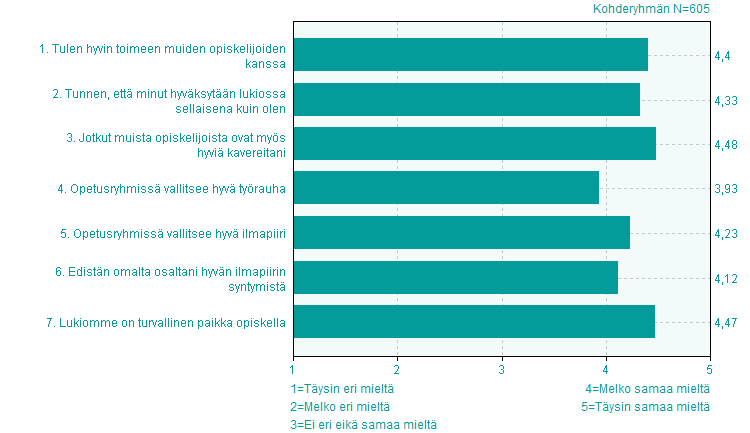 Kohderyhmän N=605
1. Tulen hyvin toimeen muiden opiskelijoiden
kanssa
4,4
2. Tunnen, että minut hyväksytään lukiossa
sellaisena kuin olen
4,33
3. Jotkut muista opiskelijoista ovat myös
hyviä kavereitani
4,48
4. Opetusryhmissä vallitsee hyvä työrauha
3,93
5. Opetusryhmissä vallitsee hyvä ilmapiiri
4,23
6. Edistän omalta osaltani hyvän ilmapiirin
syntymistä
4,12
7. Lukiomme on turvallinen paikka opiskella
4,47
1 2 3 4 5
1=Täysin eri mieltä
2=Melko eri mieltä
3=Ei eri eikä samaa mieltä
4=Melko samaa mieltä
5=Täysin samaa mieltä